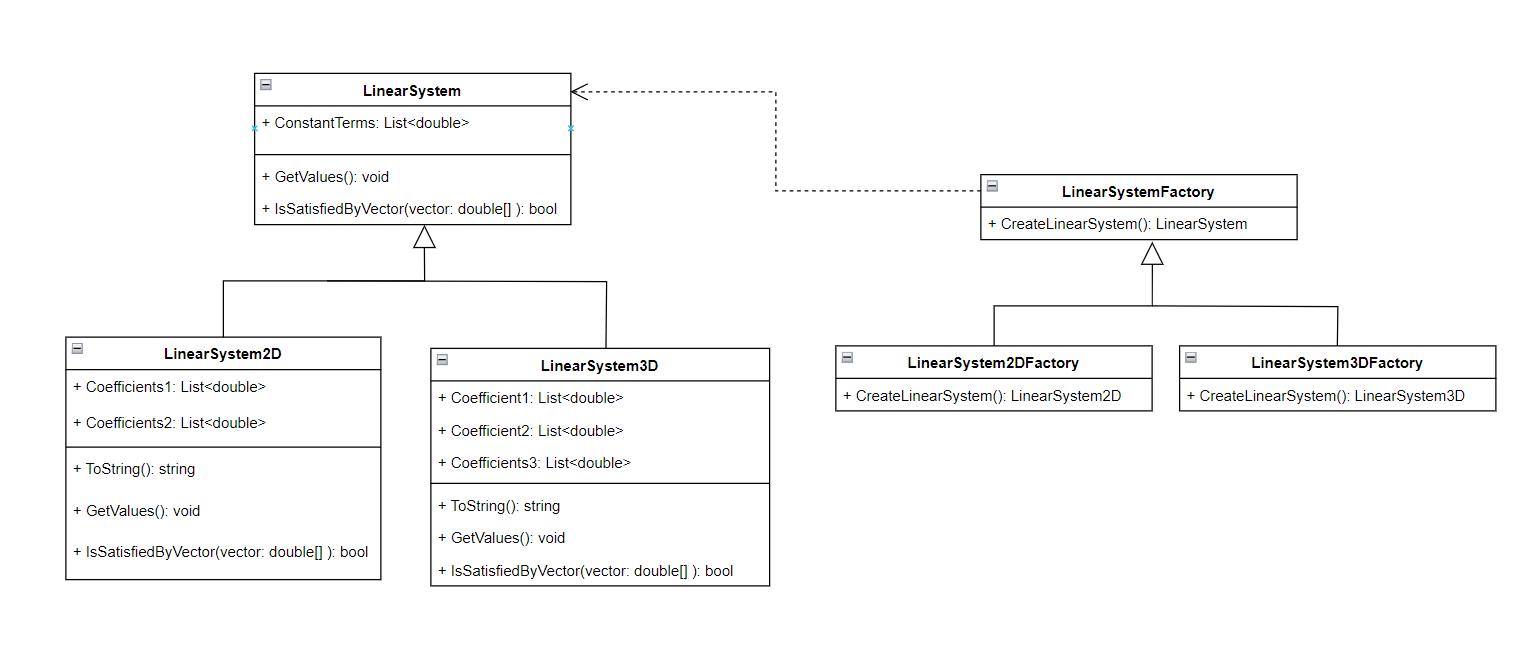 LinearSystem
+ ConstantTerms: List<double>
+ GetValues(): void
+ IsSatisfiedByVector(vector: double[] ): bool
LinearSystemFactory
+ CreateLinearSystem(): LinearSystem
LinearSystem2D
+ Coefficients1: List<double>
+ Coefficients2: List<double>
+ ToString(): string
+ GetValues(): void
+ IsSatisfiedByVector(vector: double[] ): bool
LinearSystem3D
+ Coefficient1: List<double>
+ Coefficient2: List<double>
+ Coefficients3: List<double>
+ ToString(): string
+ GetValues(): void
+ IsSatisfiedByVector(vector: double[] ): bool
LinearSystem2DFactory
+ CreateLinearSystem(): LinearSystem2D
LinearSystem3DFactory
+ CreateLinearSystem(): LinearSystem3D